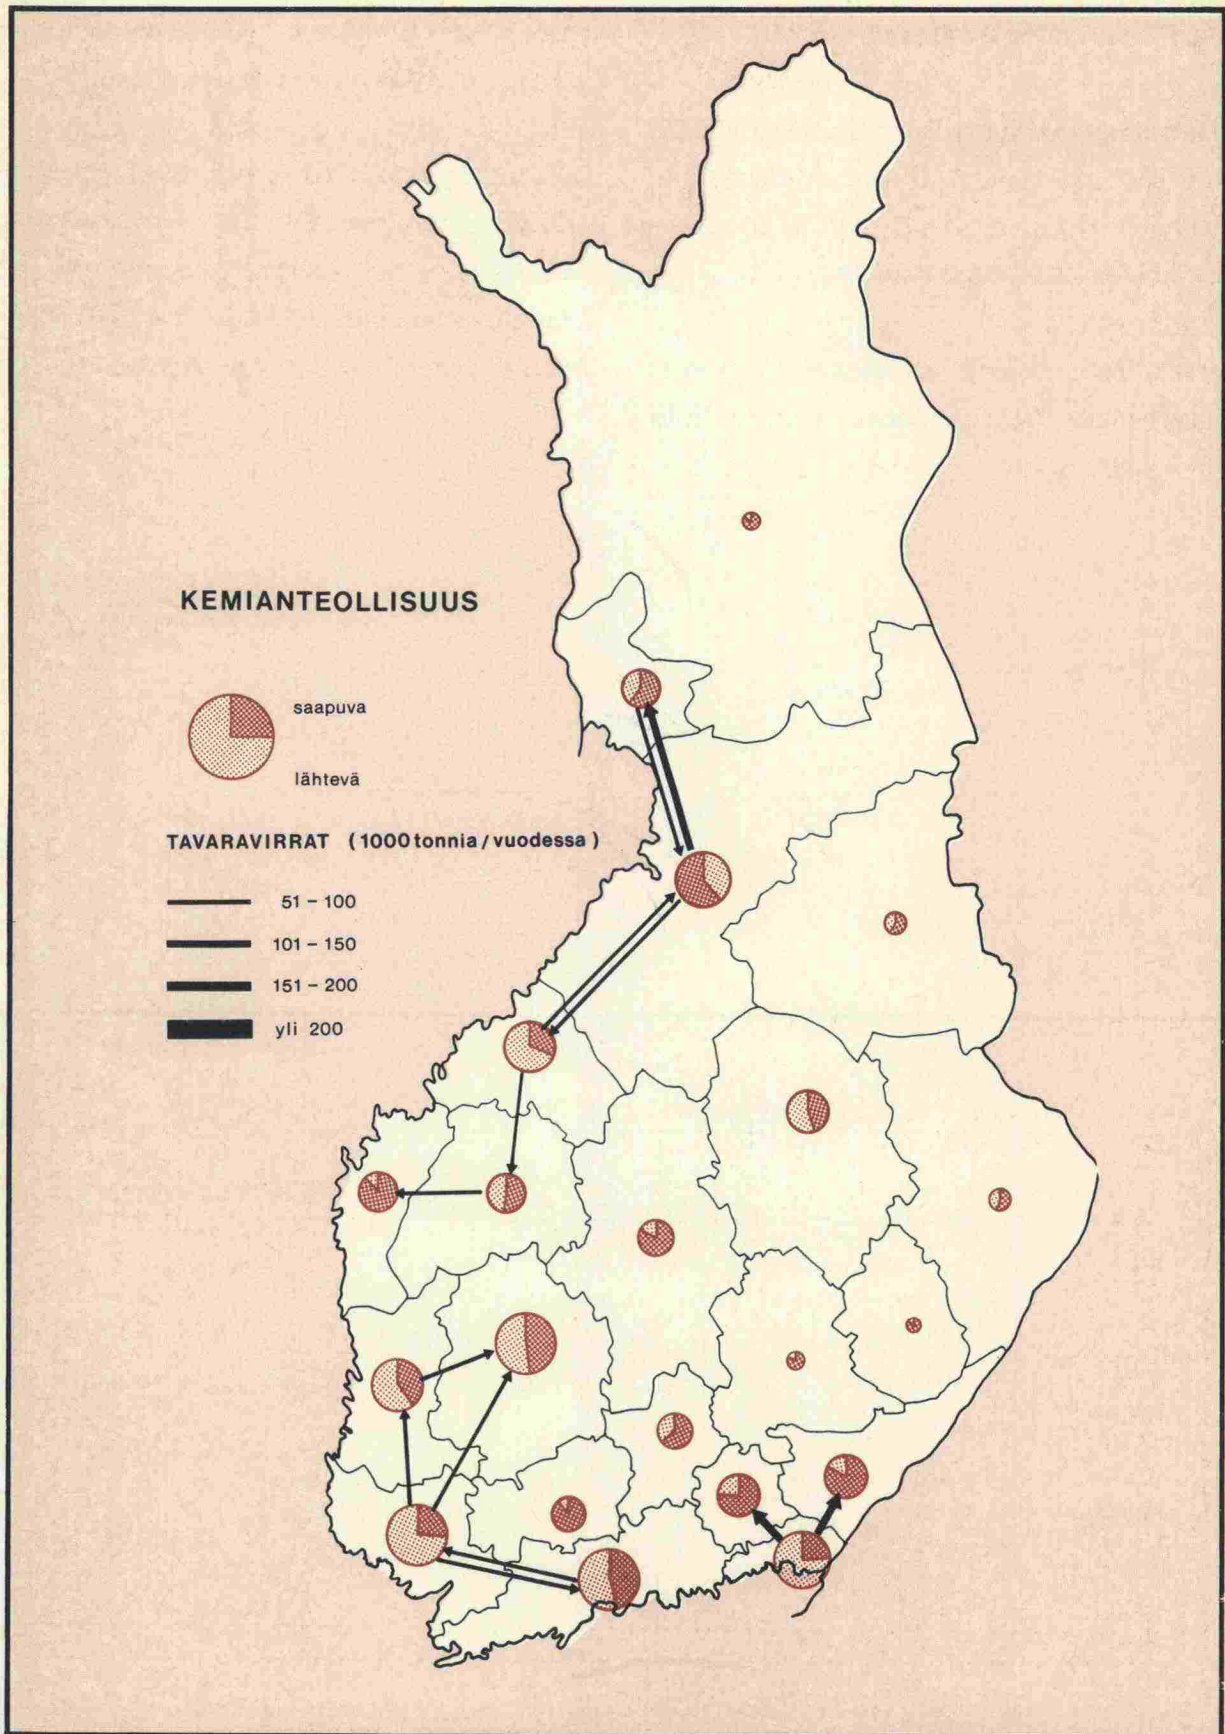 KEMIANTEOLLISUUS
saapuva
lähtevä
TAVARAVIRRAT (1000 tonnia / vuodessa)
51 – 100
101 – 150
151 – 200
yli 200